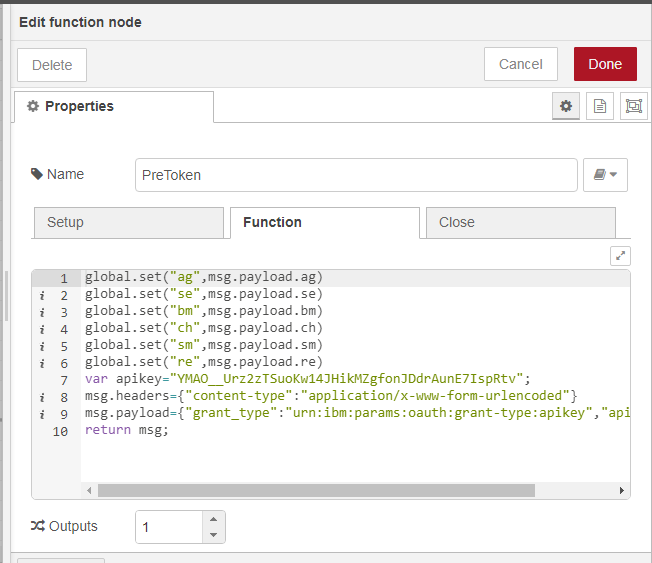 Edit function node
Delete
Cancel
Done
Properties
Name
PreToken
Setup
Function
Close
1 global.set("ag",msg.payload.ag)
i 2 global.set("se",msg.payload.se)
i 3 global.set("bm",msg.payload.bm)
i 4 global.set("ch",msg.payload.ch)
i 5 global.set("sm",msg.payload.sm)
i 6 global.set("re",msg.payload.re)
7 var apikey="YMAO__Urz2zTSuoKw14JHikMZgfonJDdrAunE7IspRtv";
i 8 msg.headers={"content-type":"application/x-www-form-urlencoded"}
i 9 msg.payload={"grant_type":"urn:ibm:params:oauth:grant-type:apikey","api
10 return msg;
Outputs
1